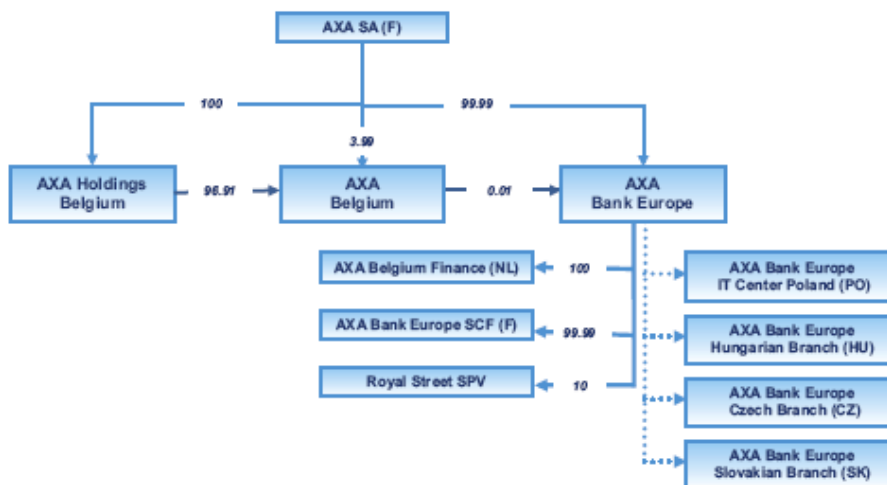 AXA SA (F)
100
99.99
3.99
AXA Holdings
Belgium
96.91
AXA
Belgium
0.01
AXA
Bank Europe
AXA Belgium Finance (NL)
100
AXA Bank Europe
IT Center Poland (PO)
AXA Bank Europe SCF (F)
99.99
AXA Bank Europe
Hungarian Branch (HU)
Royal Street SPV
10
AXA Bank Europe
Czech Branch (CZ)
AXA Bank Europe
Slovakian Branch (SK)